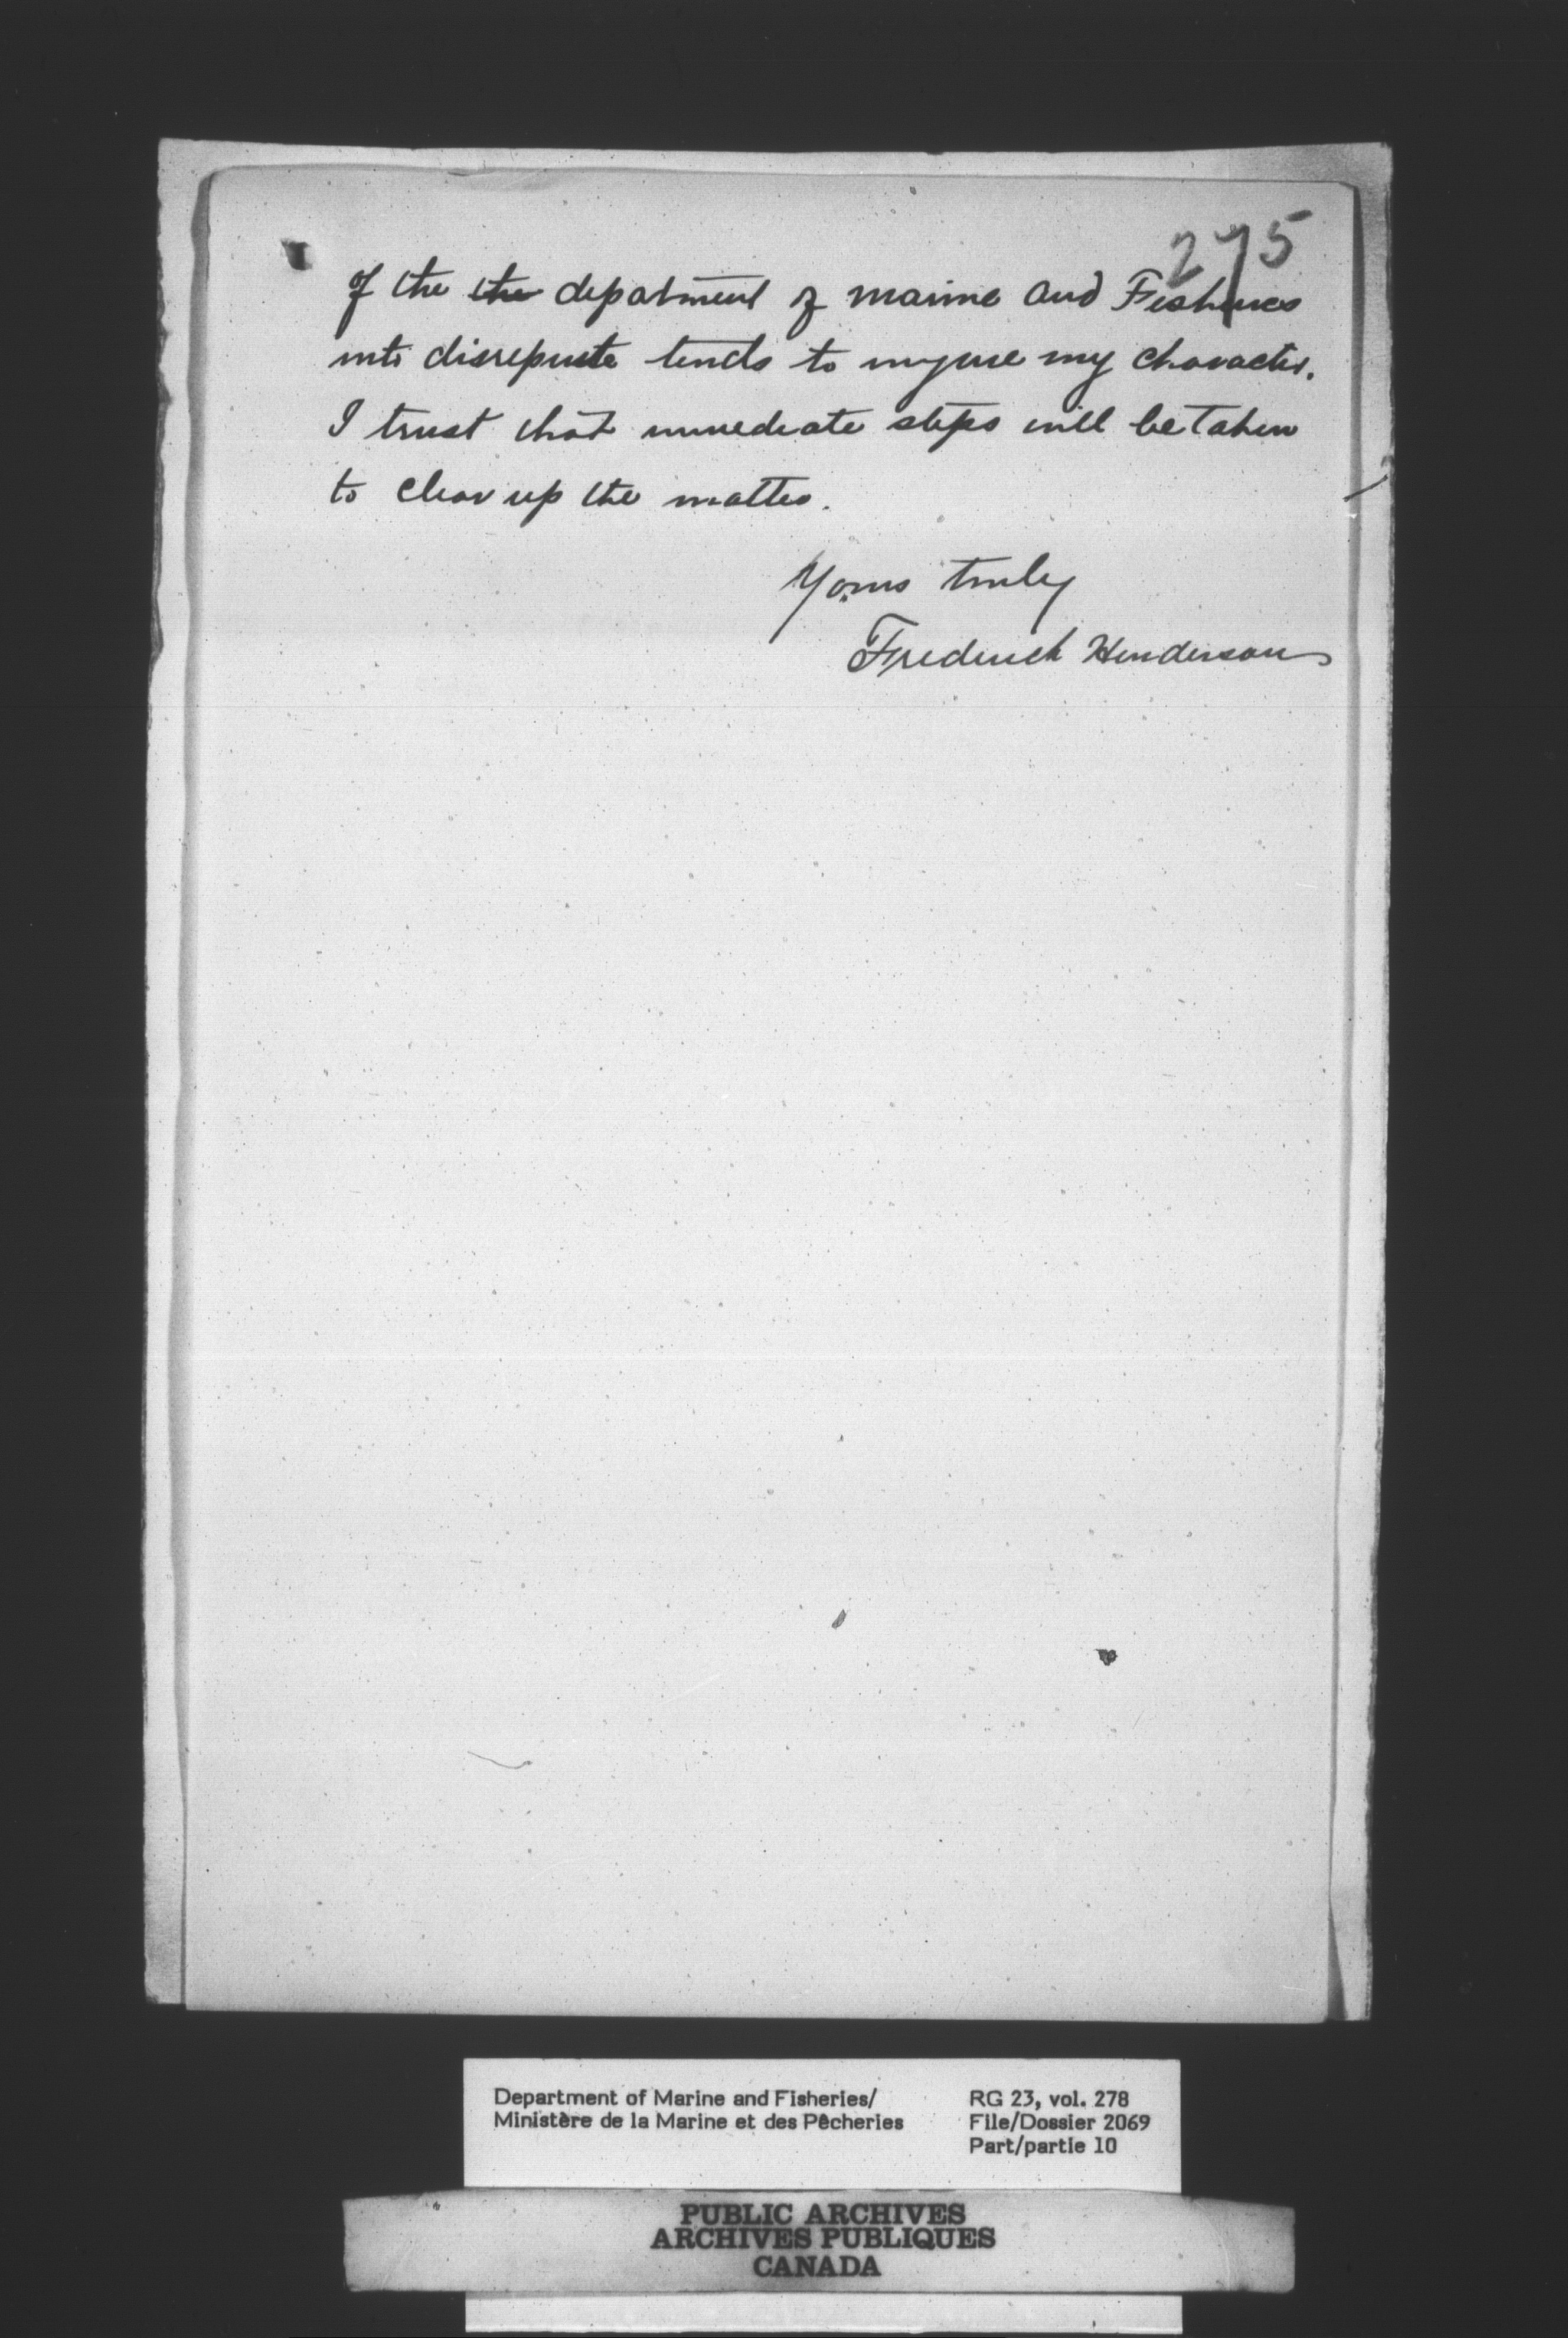 275
of the the department of marine and Fisheries
into disrepute tends to injure my character.
I trust that immediate steps will be taken
to clear up the matter.
Yours truly
Frederick Henderson
Department of Marine and Fisheries/
Ministère de la Marine et des Pêcheries
RG 23, vol. 278
File/Dossier 2069
Part/partie 10
PUBLIC ARCHIVES
ARCHIVES PUBLIQUES
CANADA